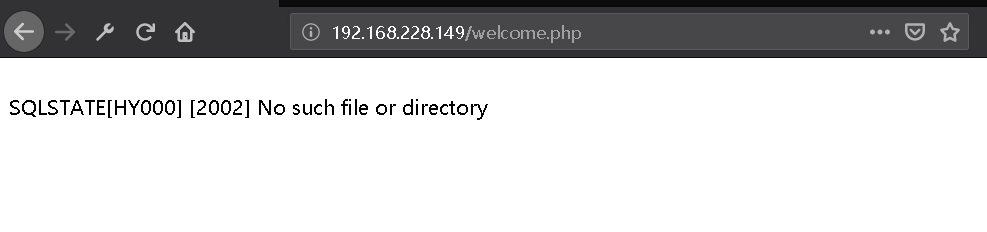 192.168.228.149/welcome.php
SQLSTATE[HY000] [2002] No such file or directory